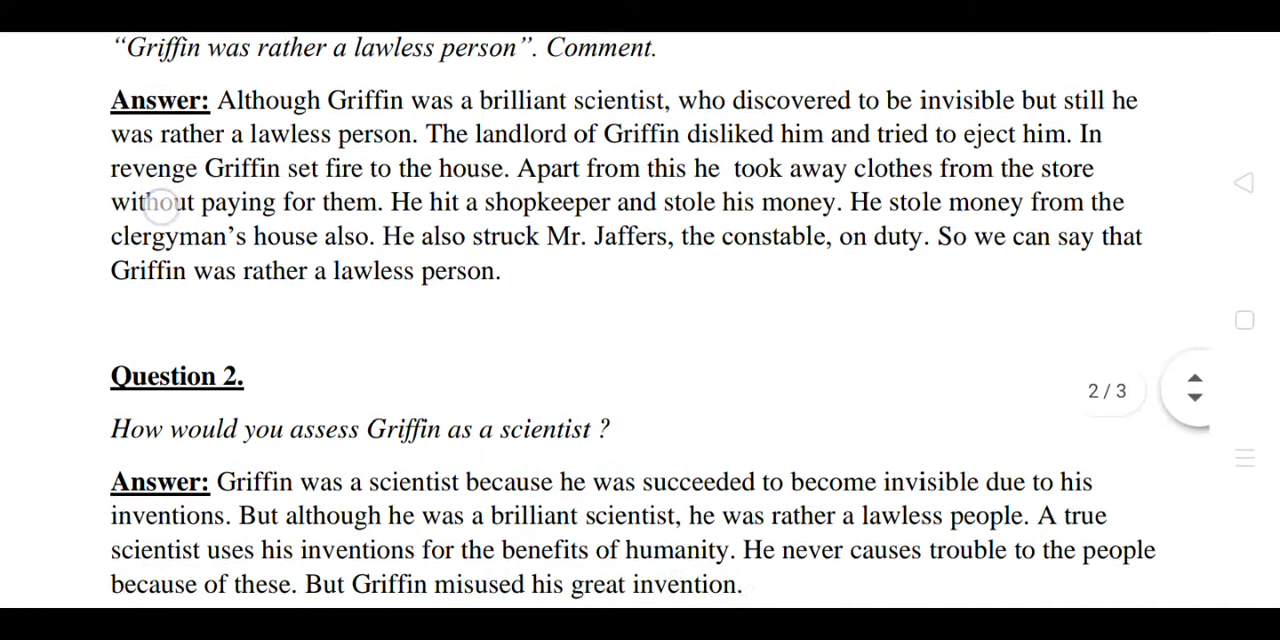 “Griffin was rather a lawless person”. Comment.
Answer: Although Griffin was a brilliant scientist, who discovered to be invisible but still he
was rather a lawless person. The landlord of Griffin disliked him and tried to eject him. In
revenge Griffin set fire to the house. Apart from this he took away clothes from the store
without paying for them. He hit a shopkeeper and stole his money. He stole money from the
clergyman’s house also. He also struck Mr. Jaffers, the constable, on duty. So we can say that
Griffin was rather a lawless person.
Question 2.
2 / 3
How would you assess Griffin as a scientist ?
Answer: Griffin was a scientist because he was succeeded to become invisible due to his
inventions. But although he was a brilliant scientist, he was rather a lawless people. A true
scientist uses his inventions for the benefits of humanity. He never causes trouble to the people
because of these. But Griffin misused his great invention.